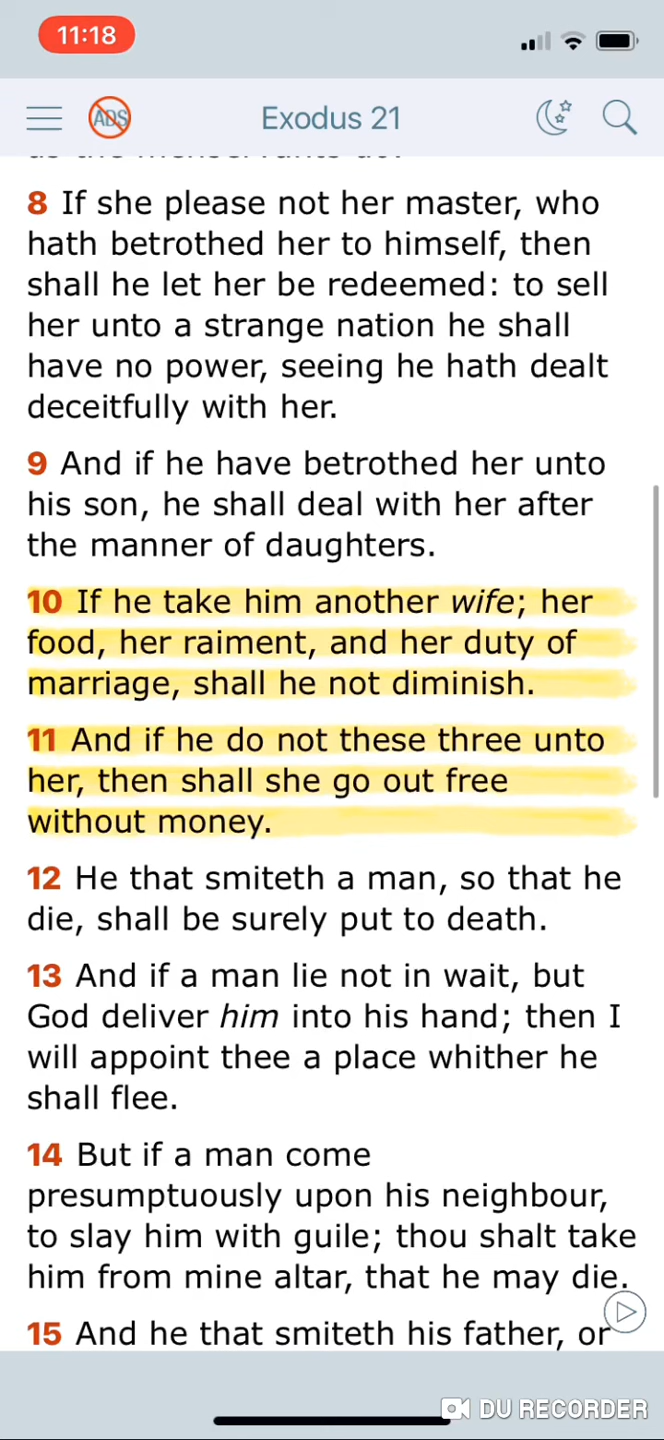 11:18
ADS
Exodus 21
8 If she please not her master, who
hath betrothed her to himself, then
shall he let her be redeemed: to sell
her unto a strange nation he shall
have no power, seeing he hath dealt
deceitfully with her.
9 And if he have betrothed her unto
his son, he shall deal with her after
the manner of daughters.
10 If he take him another wife; her
food, her raiment, and her duty of
marriage, shall he not diminish.
11 And if he do not these three unto
her, then shall she go out free
without money.
12 He that smiteth a man, so that he
die, shall be surely put to death.
13 And if a man lie not in wait, but
God deliver him into his hand; then I
will appoint thee a place whither he
shall flee.
14 But if a man come
presumptuously upon his neighbour,
to slay him with guile; thou shalt take
him from mine altar, that he may die.
15 And he that smiteth his father, or
DU RECORDER